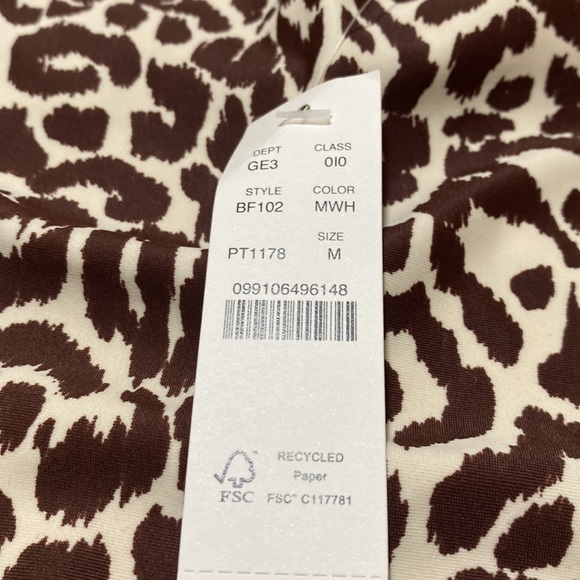 DEPT CLASS
GE3 0I0
STYLE COLOR
BF102 MWH
SIZE
PT1178 M
099106496148
RECYCLED
Paper
FSC FSC® C117781